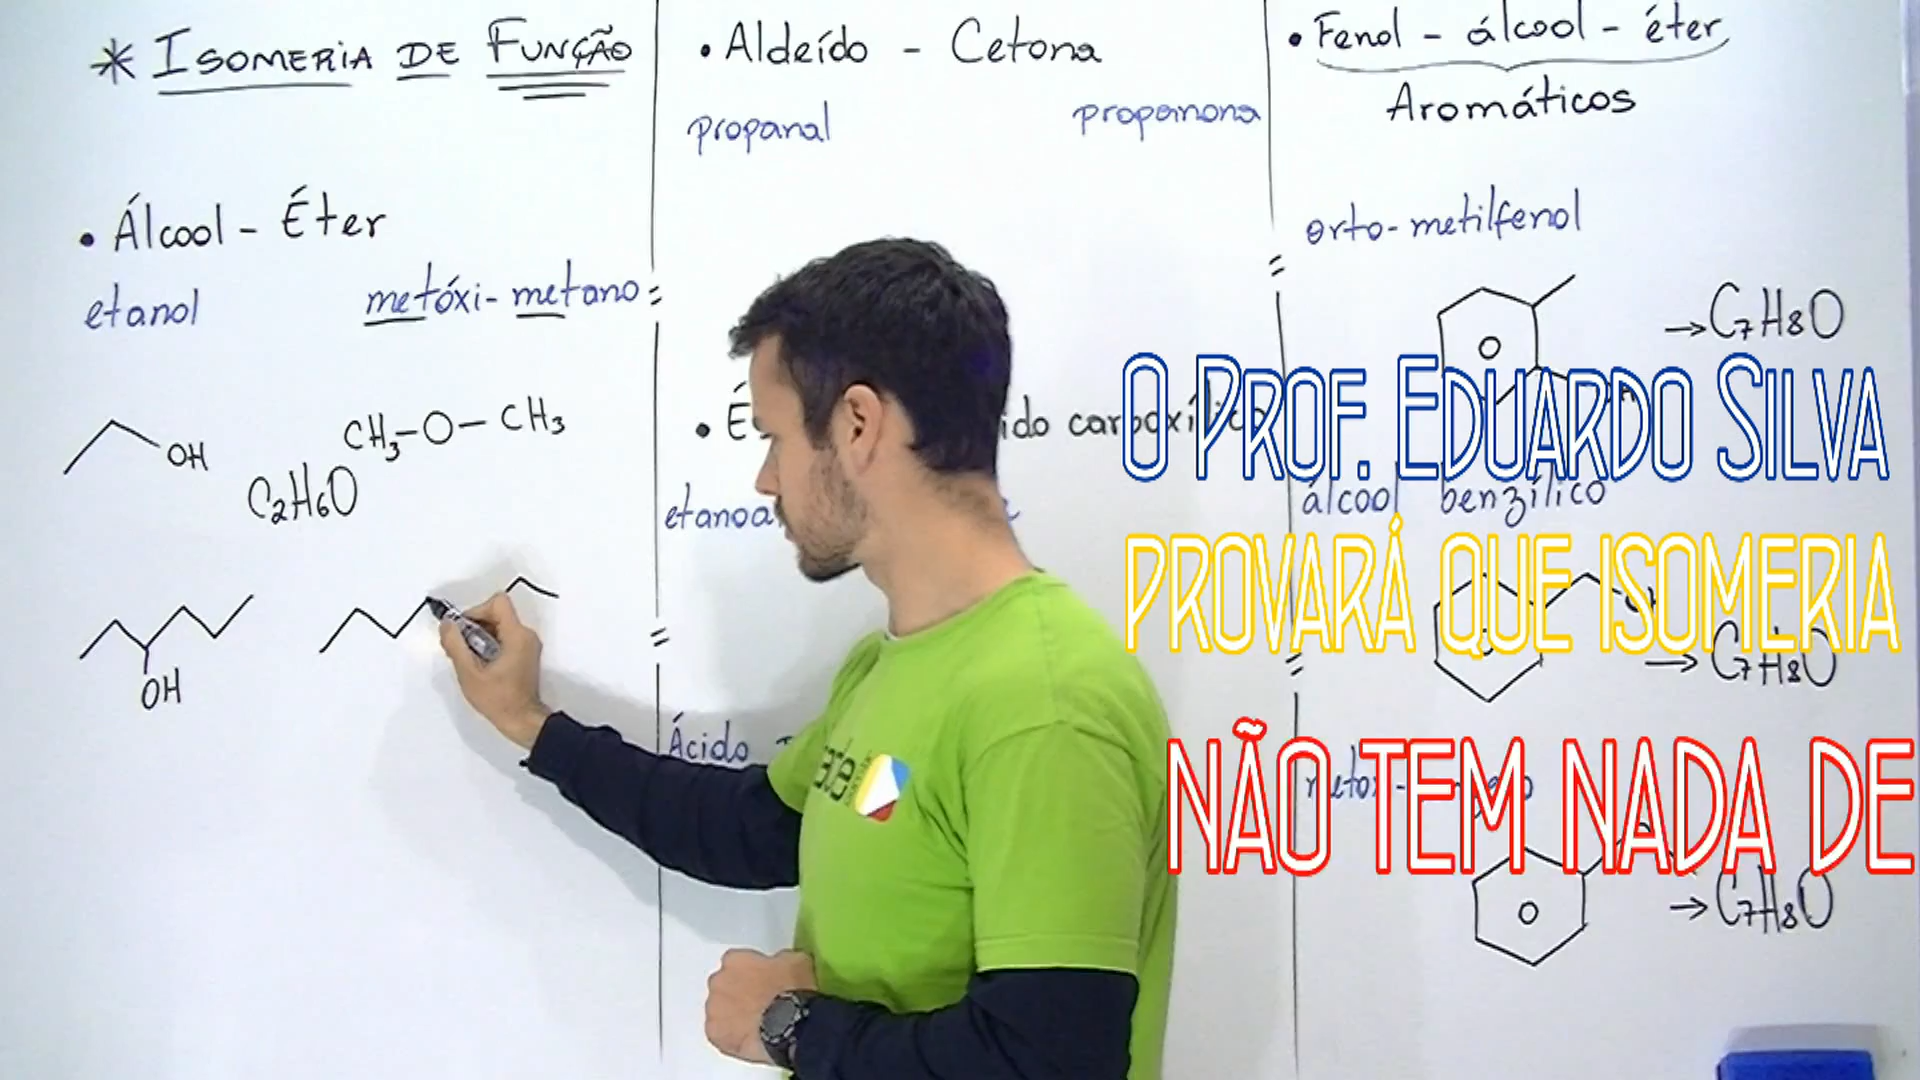 * ISOMERIA DE FUNÇÃO
• Álcool - Éter
etanol metóxi-metano
OH CH₃-O-CH₃
C₂H₆O
OH
• Aldeído - Cetona
propanal propanona
carboxílico
Ácido
• Fenol - álcool - éter
Aromáticos
orto-metilfenol
→ C₇H₈O
álcool benzílico
→ C₇H₈O
→ C₇H₈O
O PROF. EDUARDO SILVA
PROVARÁ QUE ISOMERIA
NÃO TEM NADA DE